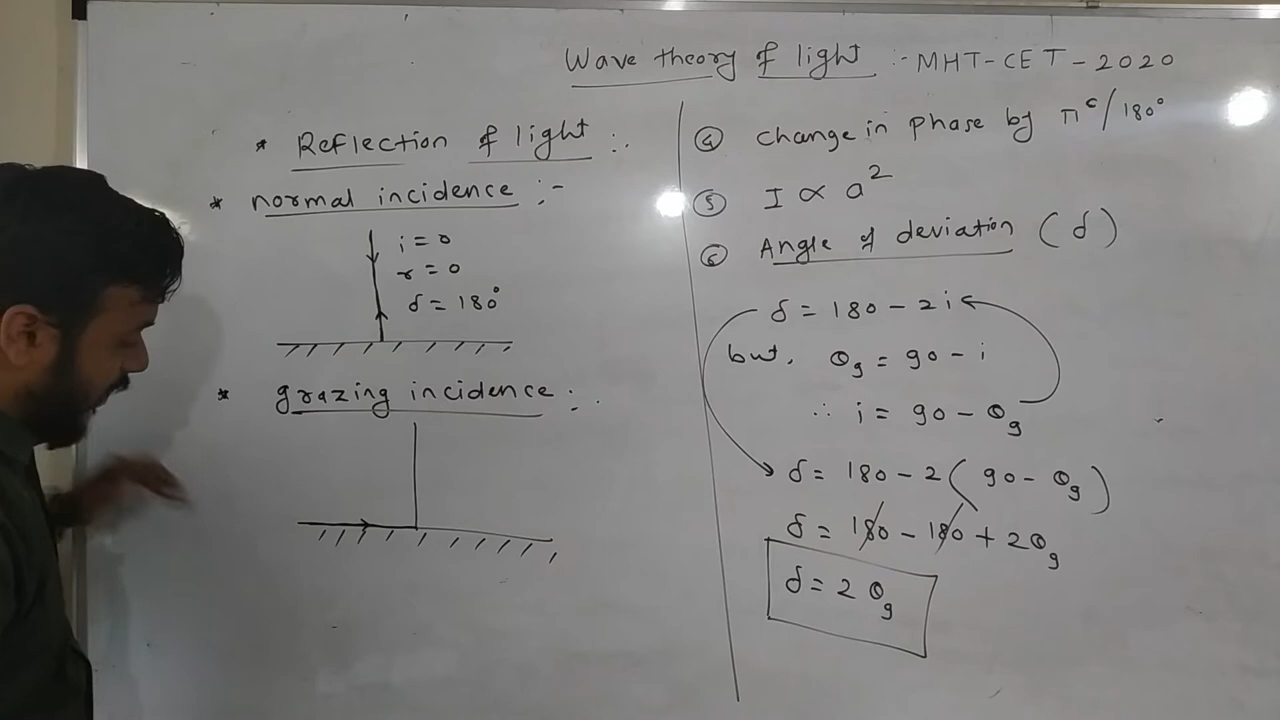 Wave theory of light :- MHT-CET-2020
* Reflection of light :.
* normal incidence :-
i = 0
r = 0
δ = 180°
* grazing incidence :.
④ change in phase by π^c/180°
⑤ I ∝ a²
⑥ Angle of deviation (δ)
δ = 180 - 2i
but, θg = 90 - i
∴ i = 90 - θg
δ = 180 - 2(90 - θg)
δ = 180 - 180 + 2θg
δ = 2θg